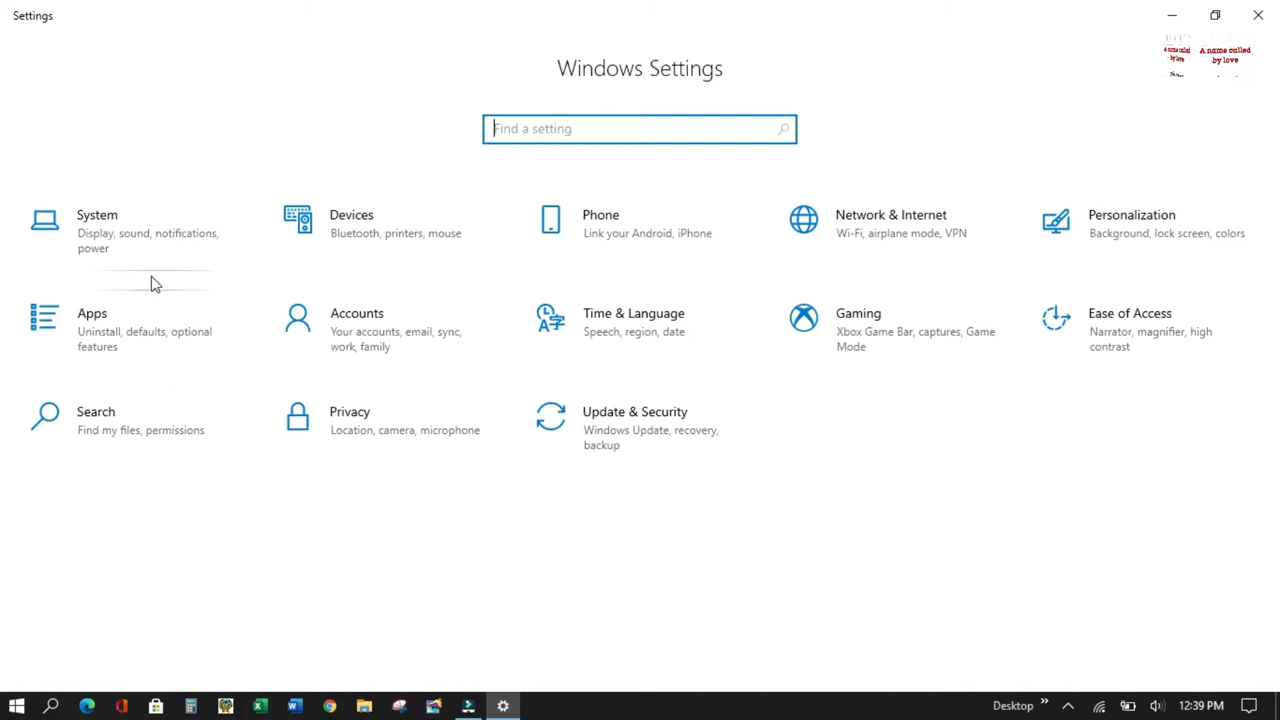 Settings
A name called
by love
A name called
by love
Windows Settings
Find a setting
System
Display, sound, notifications,
power
Devices
Bluetooth, printers, mouse
Phone
Link your Android, iPhone
Network & Internet
Wi-Fi, airplane mode, VPN
Personalization
Background, lock screen, colors
Apps
Uninstall, defaults, optional
features
Accounts
Your accounts, email, sync,
work, family
Time & Language
Speech, region, date
Gaming
Xbox Game Bar, captures, Game
Mode
Ease of Access
Narrator, magnifier, high
contrast
Search
Find my files, permissions
Privacy
Location, camera, microphone
Update & Security
Windows Update, recovery,
backup
Desktop
12:39 PM